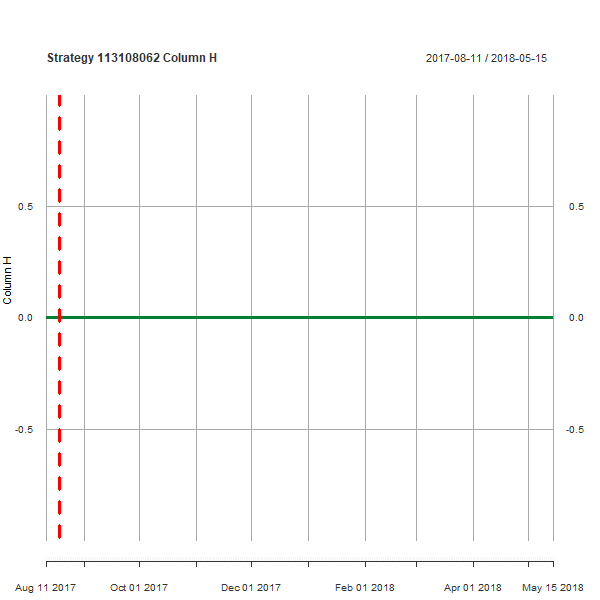 Strategy 113108062 Column H 2017-08-11 / 2018-05-15
0.5 0.5
Column H
0.0 0.0
-0.5 -0.5
Aug 11 2017 Oct 01 2017 Dec 01 2017 Feb 01 2018 Apr 01 2018 May 15 2018